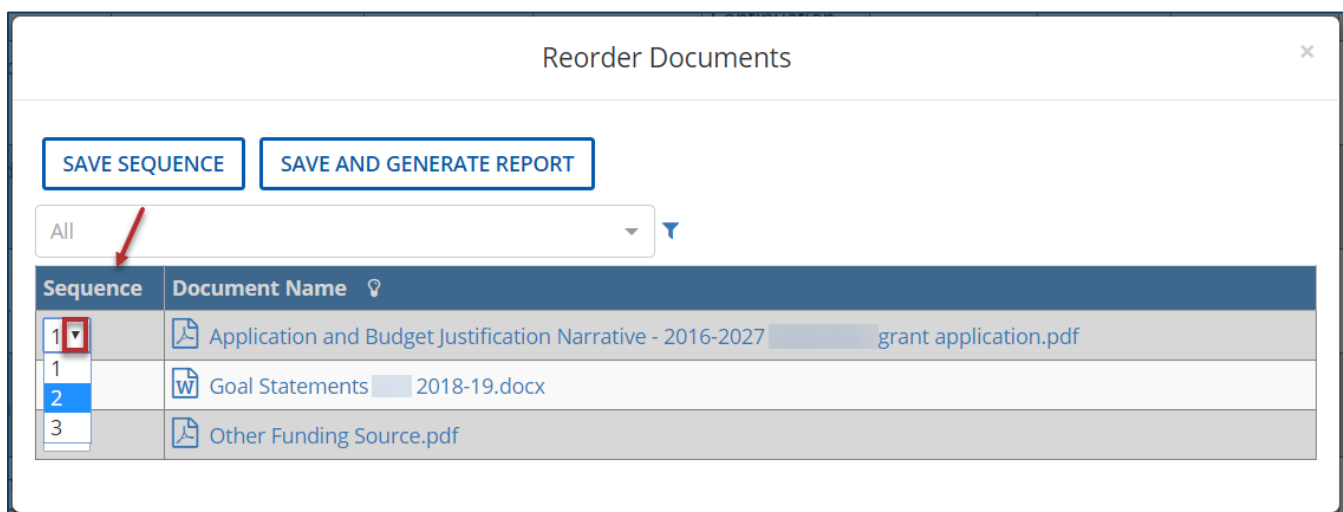 Reorder Documents ×
SAVE SEQUENCE SAVE AND GENERATE REPORT
All
Sequence Document Name
1 Application and Budget Justification Narrative - 2016-2027 grant application.pdf
1
2 Goal Statements 2018-19.docx
3 Other Funding Source.pdf